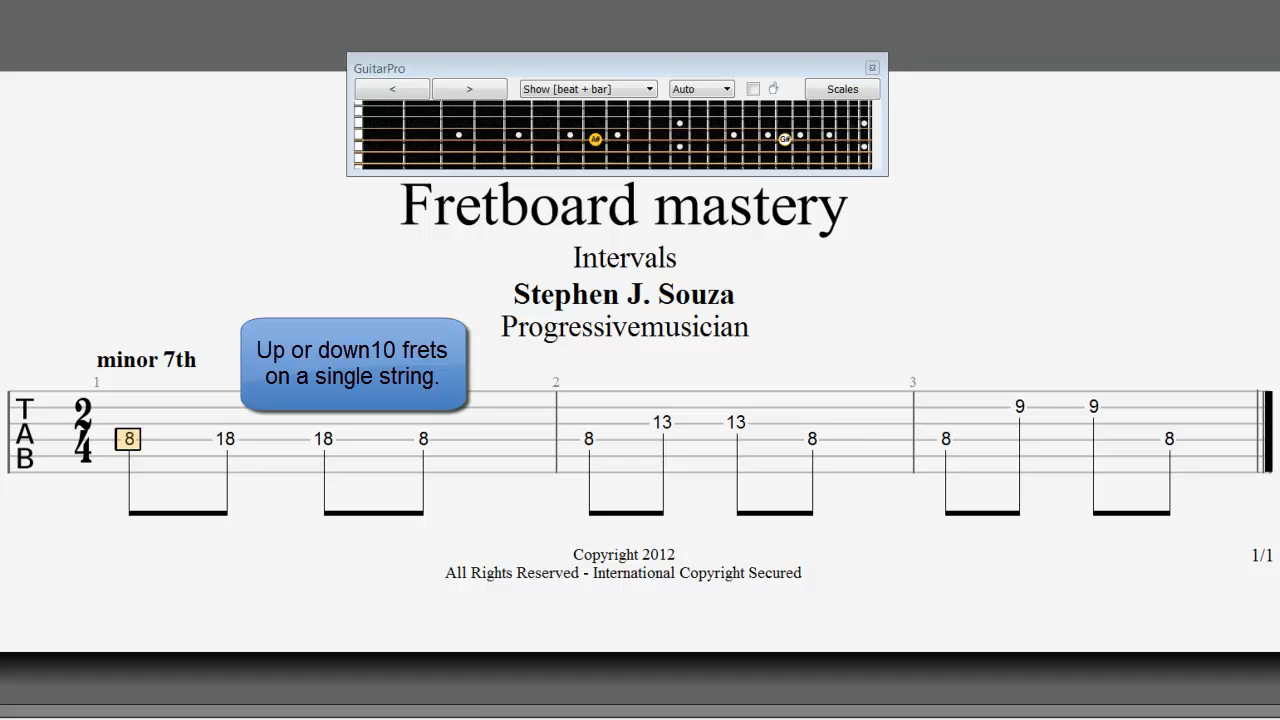 GuitarPro
< > Show [beat + bar] Auto Scales
A# G#
Fretboard mastery
Intervals
Stephen J. Souza
Progressivemusician
Up or down10 frets
on a single string.
minor 7th
1 2 3
T
A
B
2
4
9 9
13 13
8 18 18 8 8 8 8 8
Copyright 2012
All Rights Reserved - International Copyright Secured
1/1